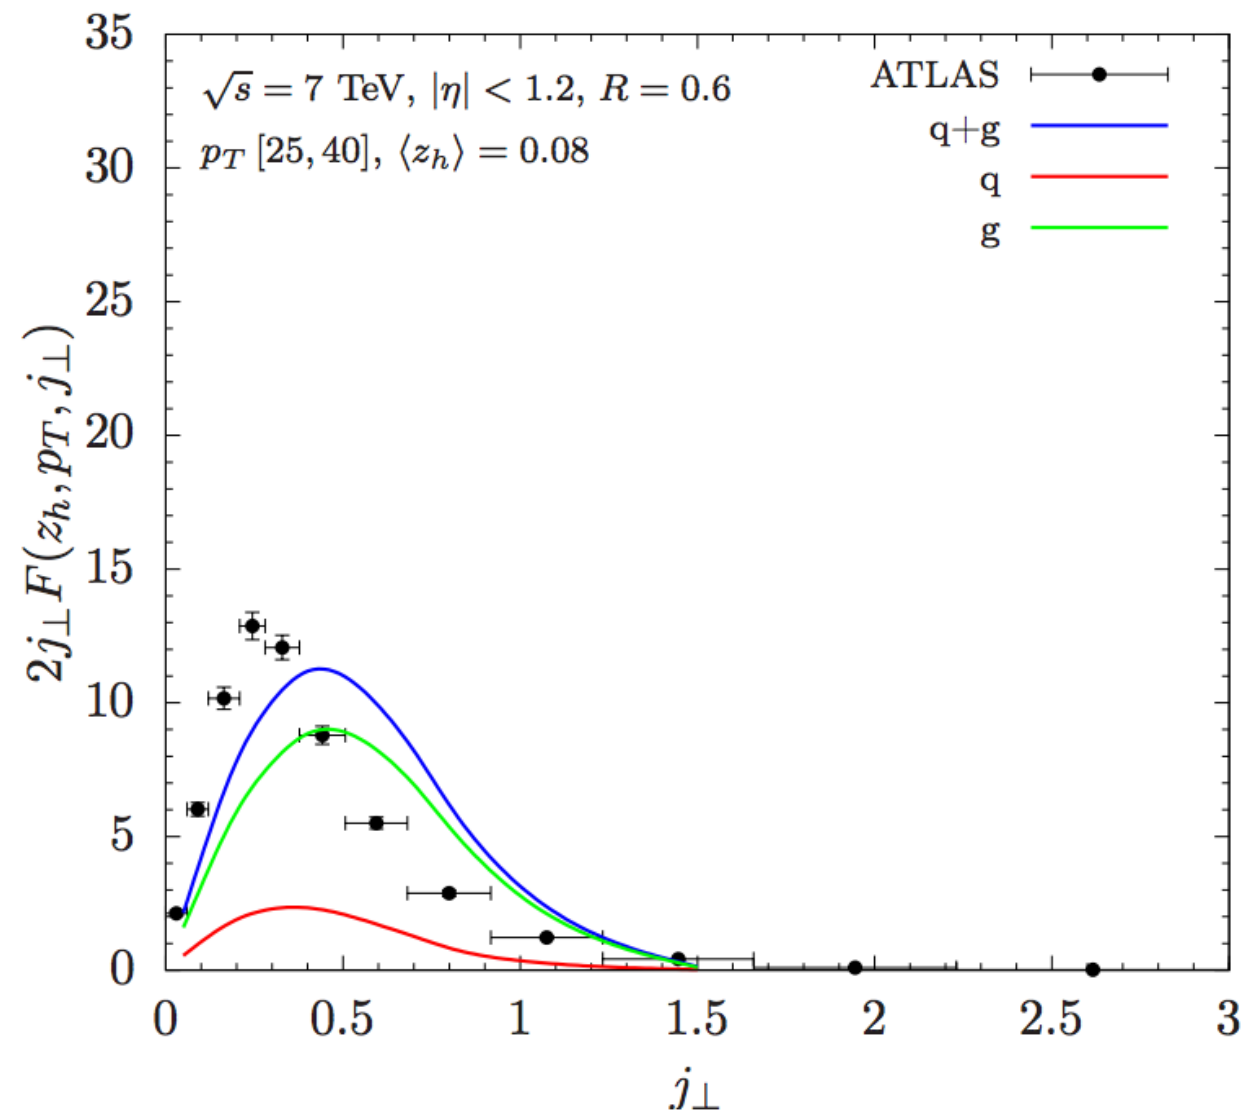 35
30
25
20
15
10
5
0
2j⊥F(z_h, p_T, j⊥)
√s = 7 TeV, |η| < 1.2, R = 0.6
p_T [25, 40], ⟨z_h⟩ = 0.08
ATLAS
q+g
q
g
0 0.5 1 1.5 2 2.5 3
j⊥